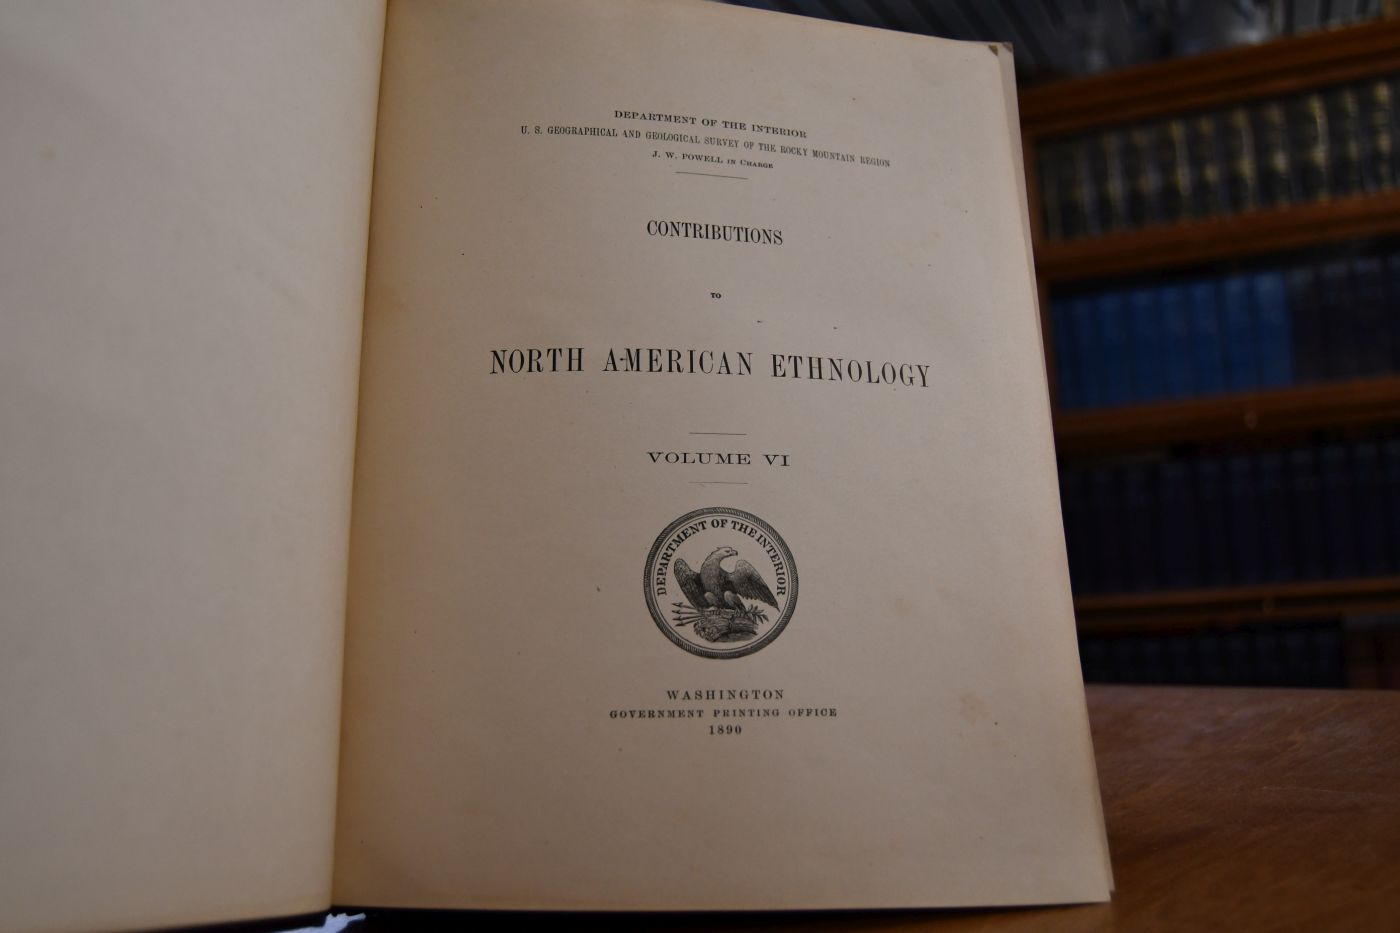 DEPARTMENT OF THE INTERIOR
U. S. GEOGRAPHICAL AND GEOLOGICAL SURVEY OF THE ROCKY MOUNTAIN REGION
J. W. POWELL IN CHARGE
CONTRIBUTIONS
TO
NORTH AMERICAN ETHNOLOGY
VOLUME VI
DEPARTMENT OF THE INTERIOR
WASHINGTON
GOVERNMENT PRINTING OFFICE
1890